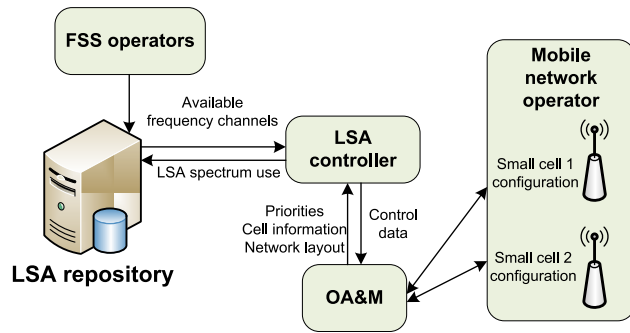 FSS operators
Available
frequency channels
LSA spectrum use
LSA repository
LSA
controller
Priorities
Cell information
Network layout
Control
data
OA&M
Mobile
network
operator
Small cell 1
configuration
Small cell 2
configuration